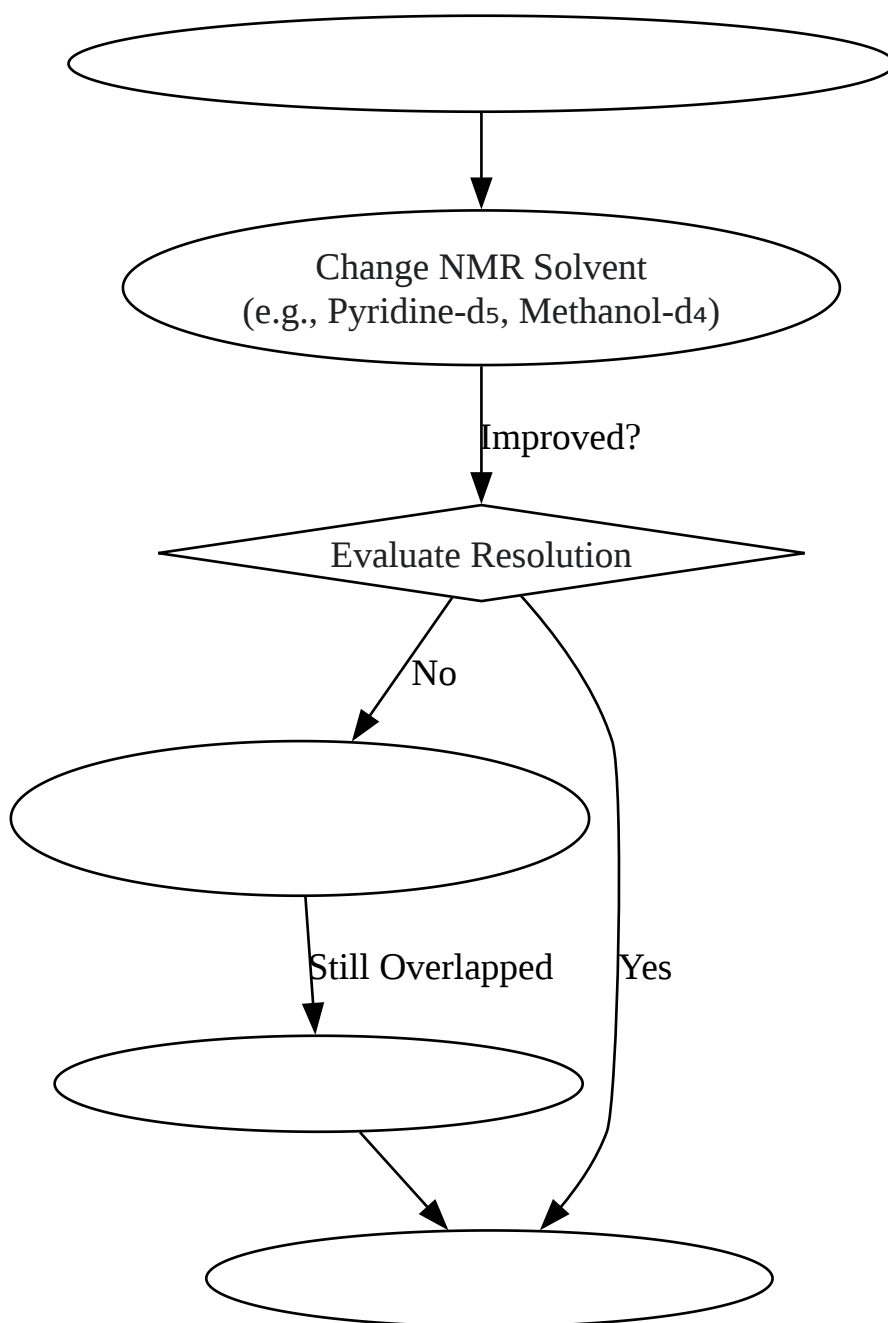 Change NMR Solvent
(e.g., Pyridine-d₅, Methanol-d₄)
Improved?
Evaluate Resolution
No
Still Overlapped
Yes